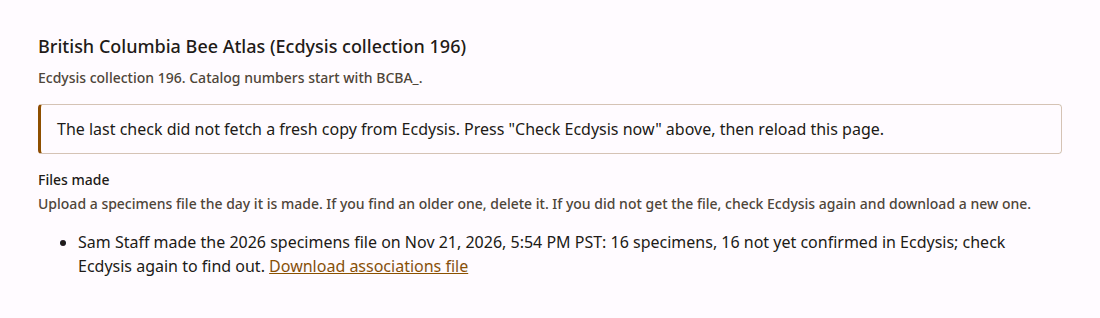 British Columbia Bee Atlas (Ecdysis collection 196)
Ecdysis collection 196. Catalog numbers start with BCBA_.
The last check did not fetch a fresh copy from Ecdysis. Press "Check Ecdysis now" above, then reload this page.
Files made
Upload a specimens file the day it is made. If you find an older one, delete it. If you did not get the file, check Ecdysis again and download a new one.
• Sam Staff made the 2026 specimens file on Nov 21, 2026, 5:54 PM PST: 16 specimens, 16 not yet confirmed in Ecdysis; check
Ecdysis again to find out. Download associations file